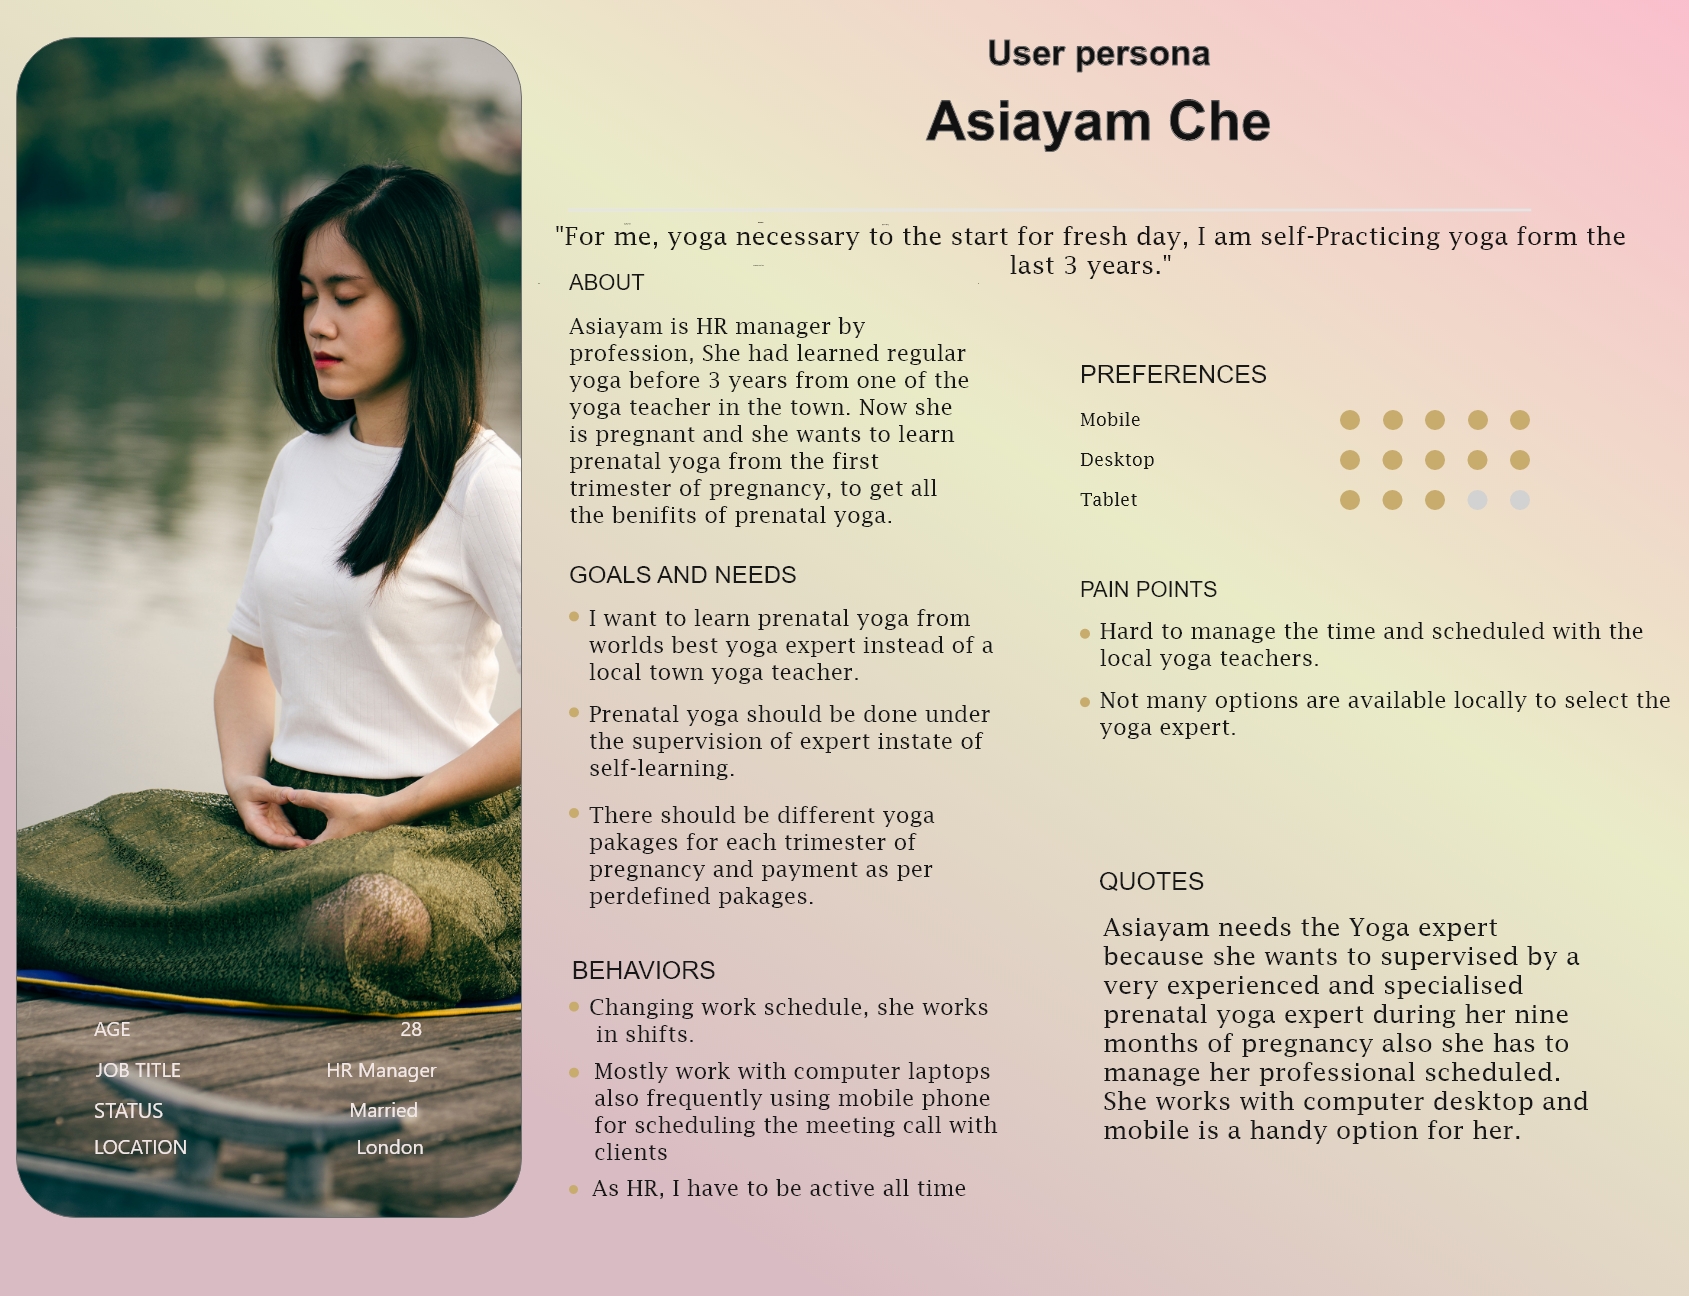 User persona
Asiayam Che
"For me, yoga necessary to the start for fresh day, I am self-Practicing yoga form the
last 3 years."
ABOUT
Asiayam is HR manager by
profession, She had learned regular
yoga before 3 years from one of the
yoga teacher in the town. Now she
is pregnant and she wants to learn
prenatal yoga from the first
trimester of pregnancy, to get all
the benifits of prenatal yoga.
GOALS AND NEEDS
I want to learn prenatal yoga from
worlds best yoga expert instead of a
local town yoga teacher.
Prenatal yoga should be done under
the supervision of expert instate of
self-learning.
There should be different yoga
pakages for each trimester of
pregnancy and payment as per
perdefined pakages.
BEHAVIORS
Changing work schedule, she works
in shifts.
Mostly work with computer laptops
also frequently using mobile phone
for scheduling the meeting call with
clients
As HR, I have to be active all time
PREFERENCES
Mobile
Desktop
Tablet
PAIN POINTS
Hard to manage the time and scheduled with the
local yoga teachers.
Not many options are available locally to select the
yoga expert.
QUOTES
Asiayam needs the Yoga expert
because she wants to supervised by a
very experienced and specialised
prenatal yoga expert during her nine
months of pregnancy also she has to
manage her professional scheduled.
She works with computer desktop and
mobile is a handy option for her.
AGE 28
JOB TITLE HR Manager
STATUS Married
LOCATION London